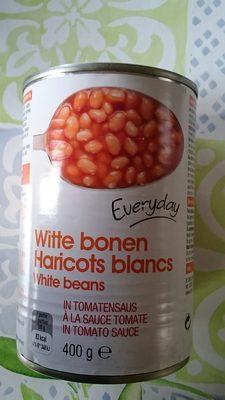 Everyday
Witte bonen
Haricots blancs
White beans
IN TOMATENSAUS
À LA SAUCE TOMATE
IN TOMATO SAUCE
400 g e